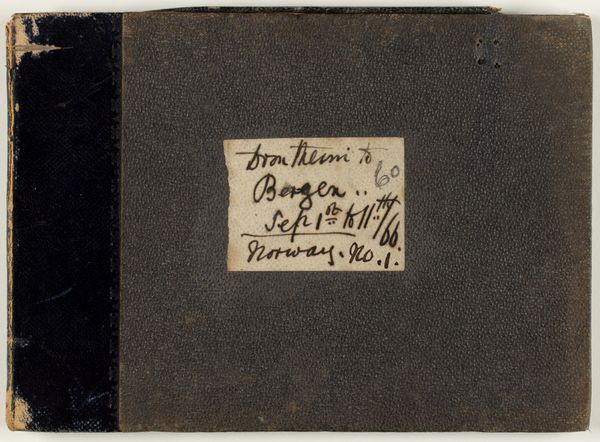 Drontheim to
60
Bergen ..
Sep 1st to 11th/66.
Norway. No. 1.